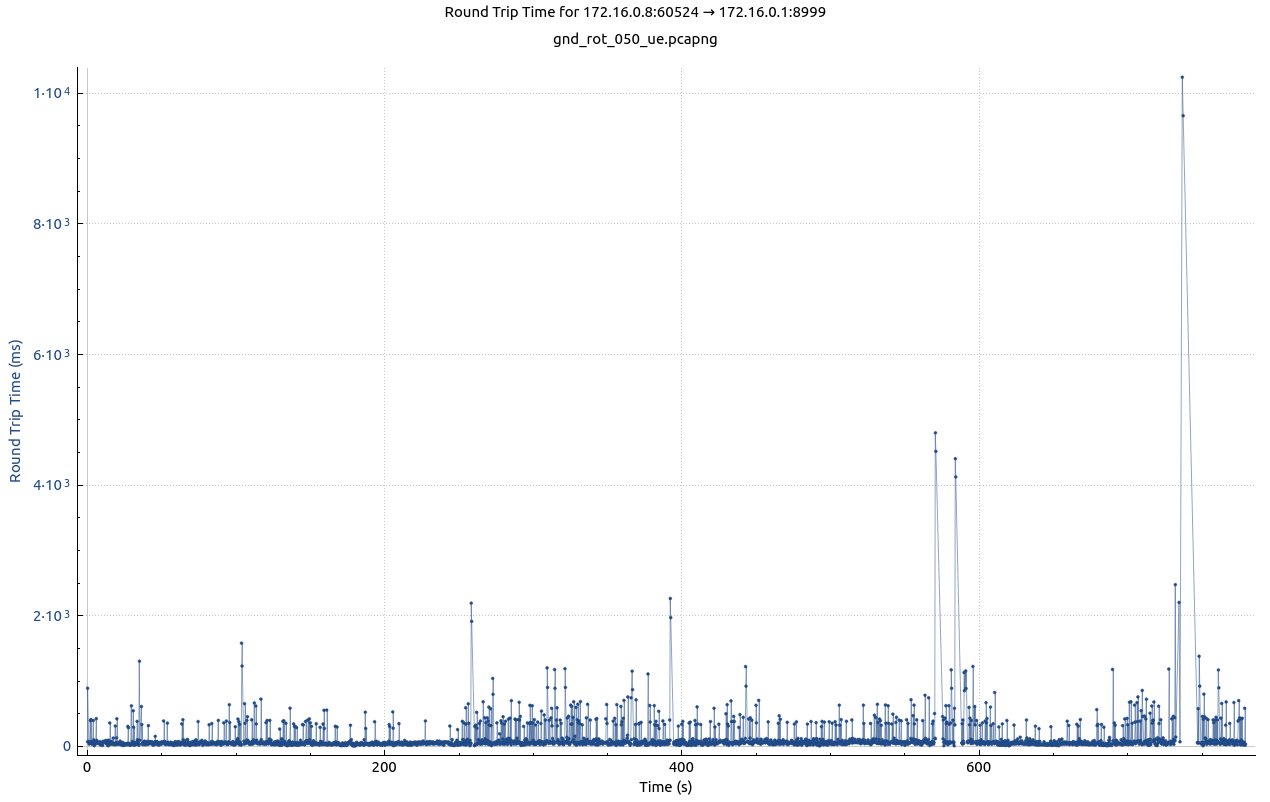 Round Trip Time for 172.16.0.8:60524 → 172.16.0.1:8999
gnd_rot_050_ue.pcapng
Round Trip Time (ms)
1·10⁴
8·10³
6·10³
4·10³
2·10³
0
0 200 400 600
Time (s)